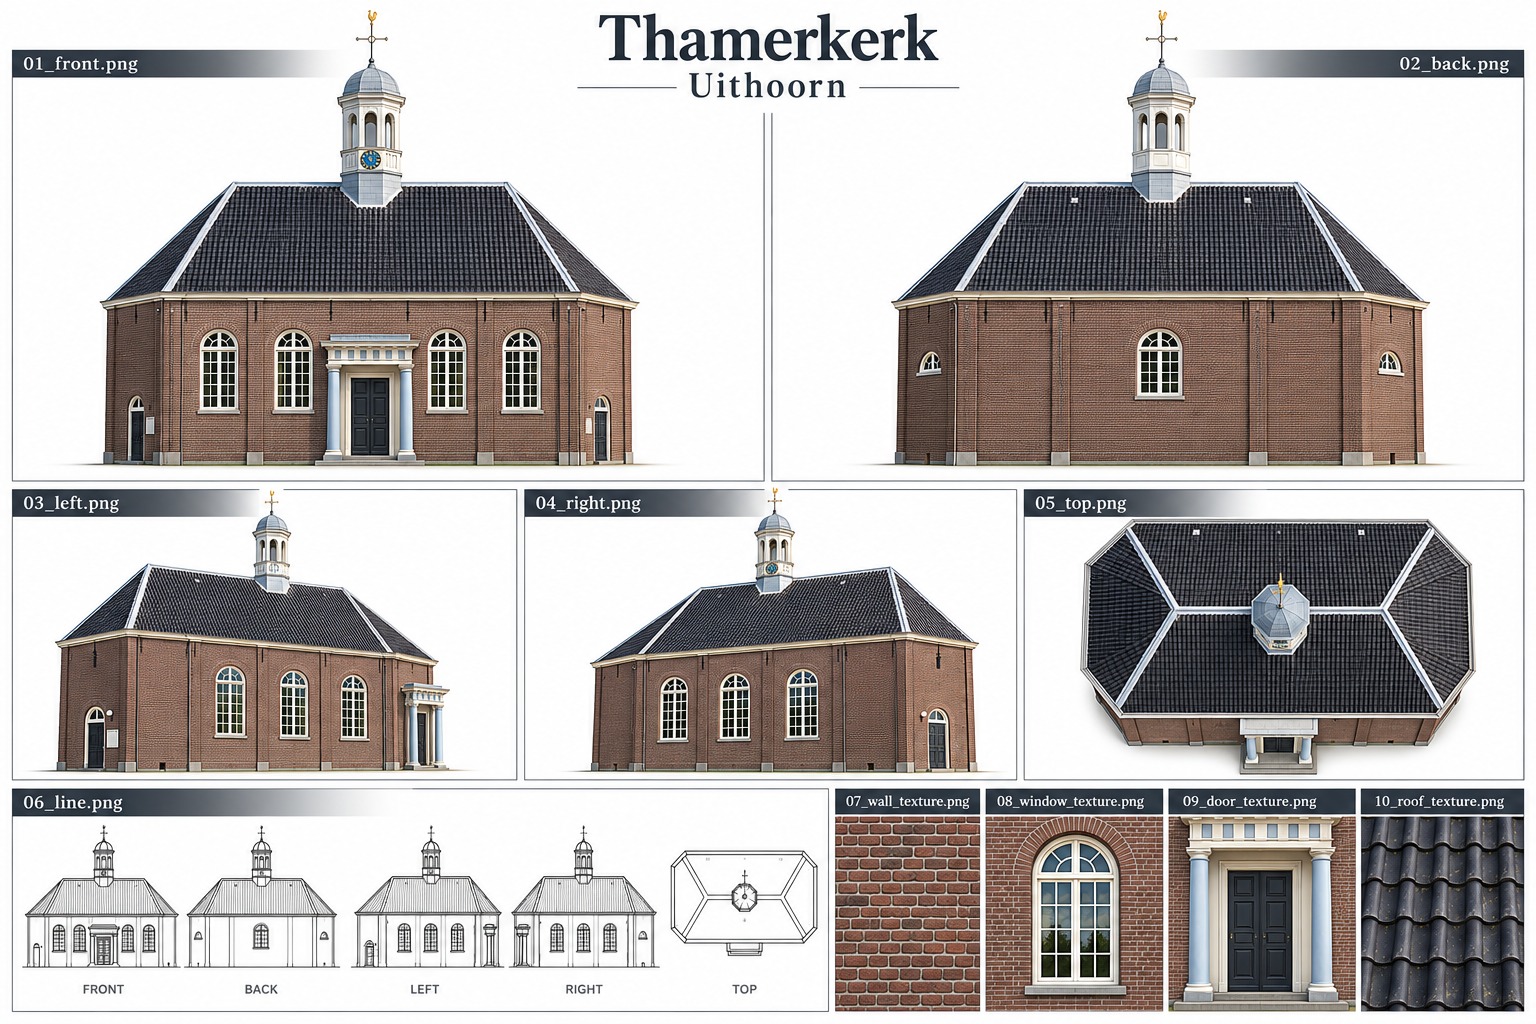 Thamerkerk
Uithoorn
01_front.png
02_back.png
03_left.png
04_right.png
05_top.png
06_line.png
FRONT
BACK
LEFT
RIGHT
TOP
07_wall_texture.png
08_window_texture.png
09_door_texture.png
10_roof_texture.png